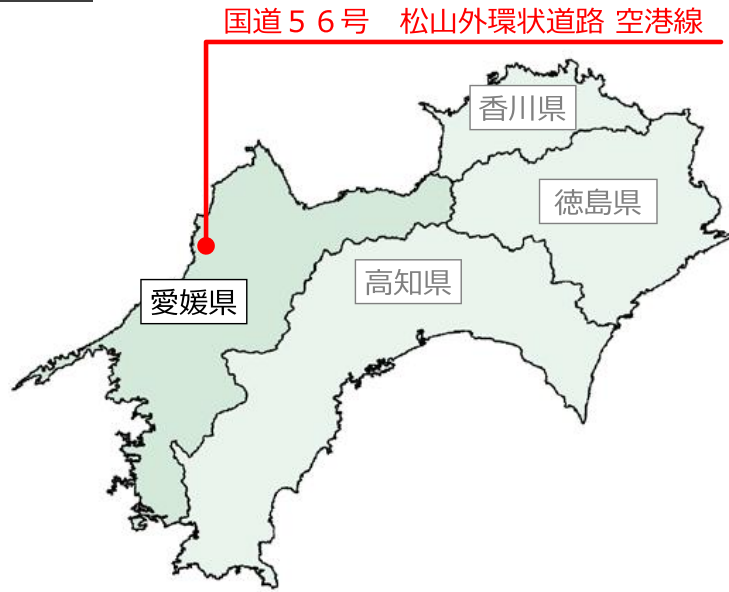 国道５６号　松山外環状道路 空港線
香川県
徳島県
高知県
愛媛県